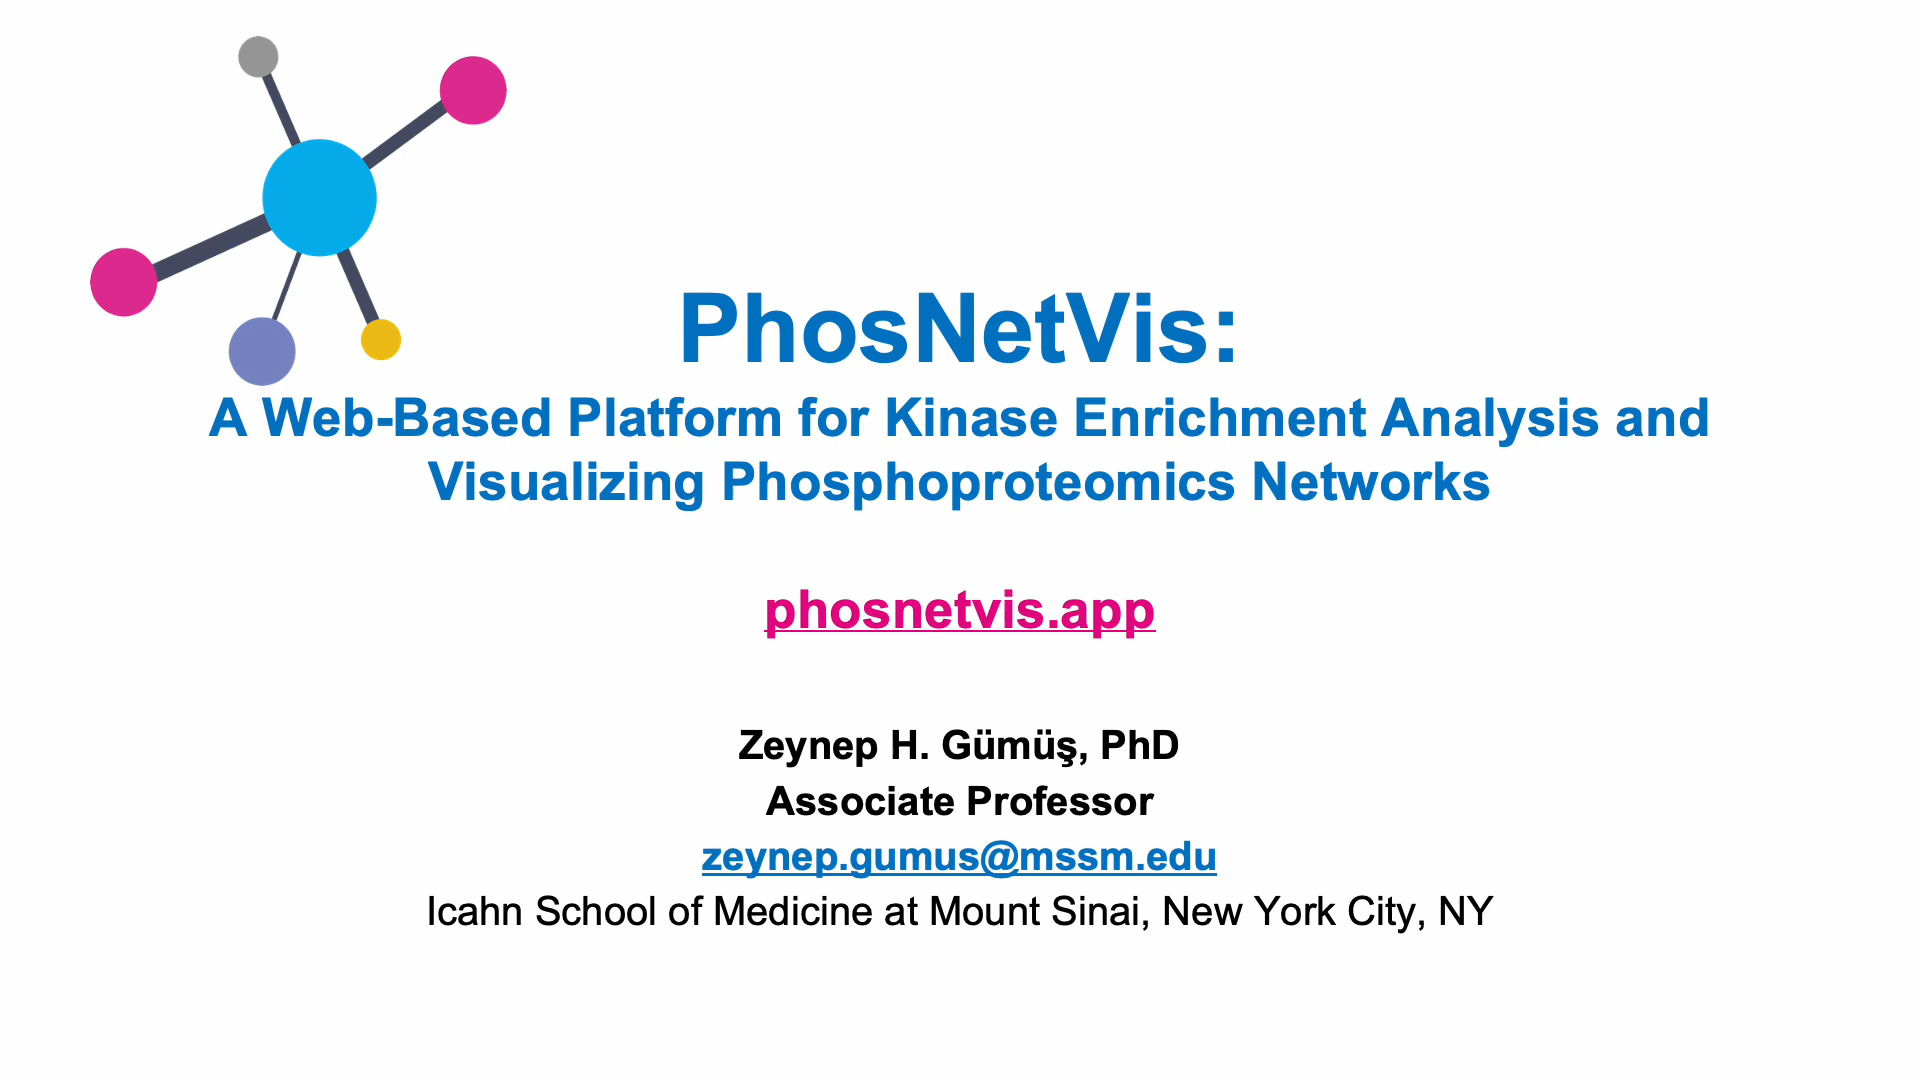 PhosNetVis:
A Web-Based Platform for Kinase Enrichment Analysis and
Visualizing Phosphoproteomics Networks
phosnetvis.app
Zeynep H. Gümüş, PhD
Associate Professor
zeynep.gumus@mssm.edu
Icahn School of Medicine at Mount Sinai, New York City, NY